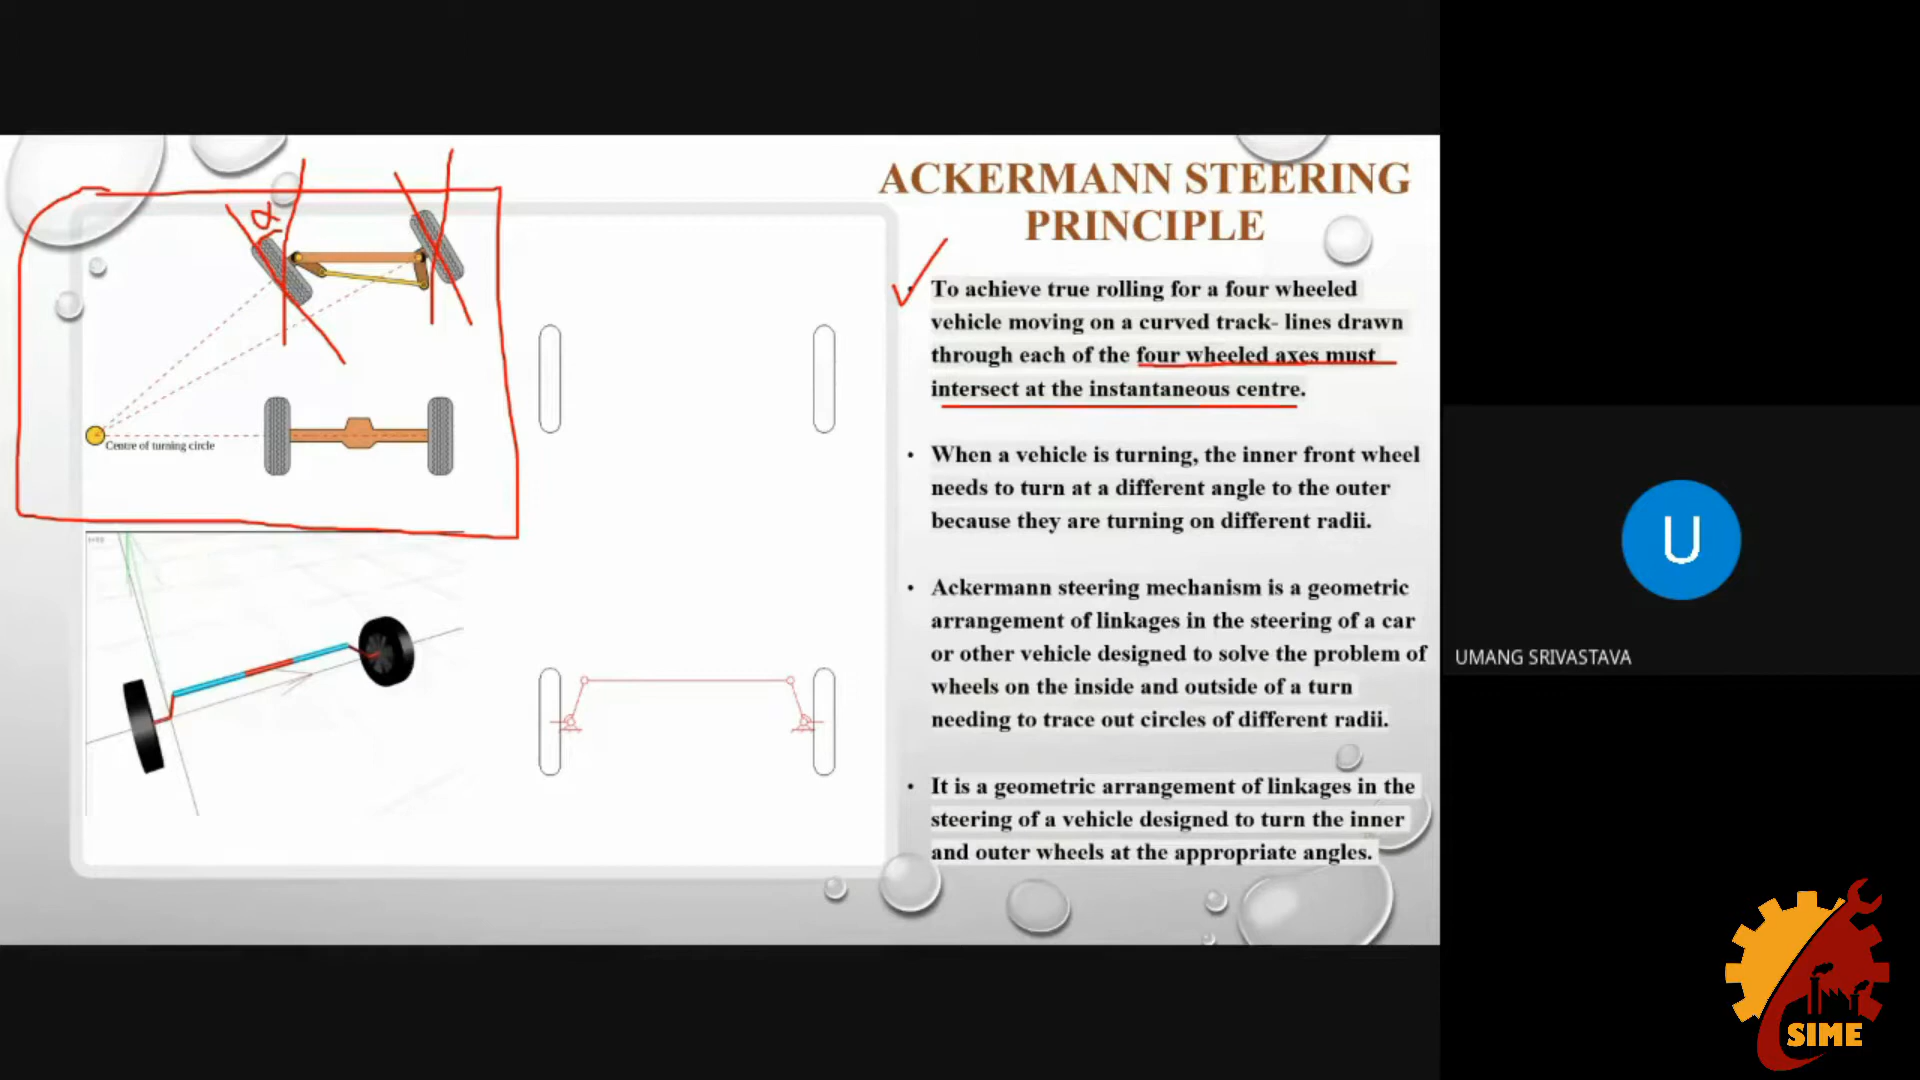 ACKERMANN STEERING
PRINCIPLE
α
Centre of turning circle
• To achieve true rolling for a four wheeled
vehicle moving on a curved track- lines drawn
through each of the four wheeled axes must
intersect at the instantaneous centre.
• When a vehicle is turning, the inner front wheel
needs to turn at a different angle to the outer
because they are turning on different radii.
• Ackermann steering mechanism is a geometric
arrangement of linkages in the steering of a car
or other vehicle designed to solve the problem of
wheels on the inside and outside of a turn
needing to trace out circles of different radii.
• It is a geometric arrangement of linkages in the
steering of a vehicle designed to turn the inner
and outer wheels at the appropriate angles.
U
UMANG SRIVASTAVA
SIME